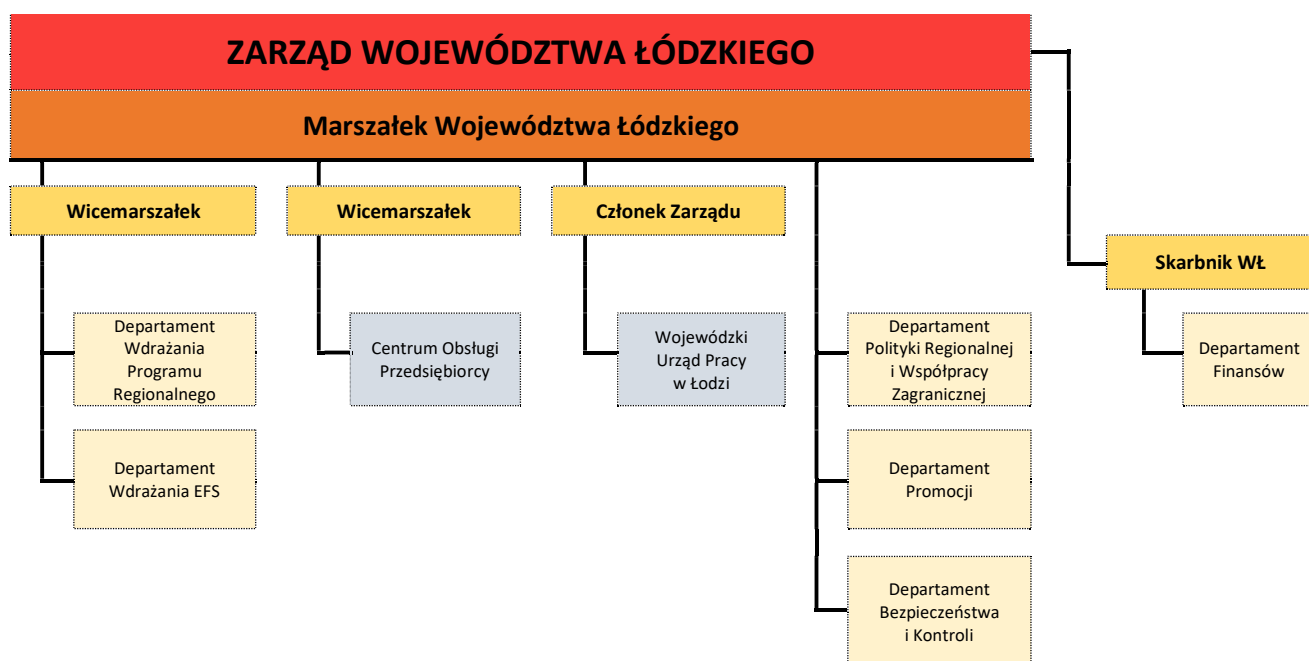 ZARZĄD WOJEWÓDZTWA ŁÓDZKIEGO
Marszałek Województwa Łódzkiego
Wicemarszałek
Wicemarszałek
Członek Zarządu
Skarbnik WŁ
Departament
Wdrażania
Programu
Regionalnego
Centrum Obsługi
Przedsiębiorcy
Wojewódzki
Urząd Pracy
w Łodzi
Departament
Polityki Regionalnej
i Współpracy
Zagranicznej
Departament
Finansów
Departament
Wdrażania EFS
Departament
Promocji
Departament
Bezpieczeństwa
i Kontroli